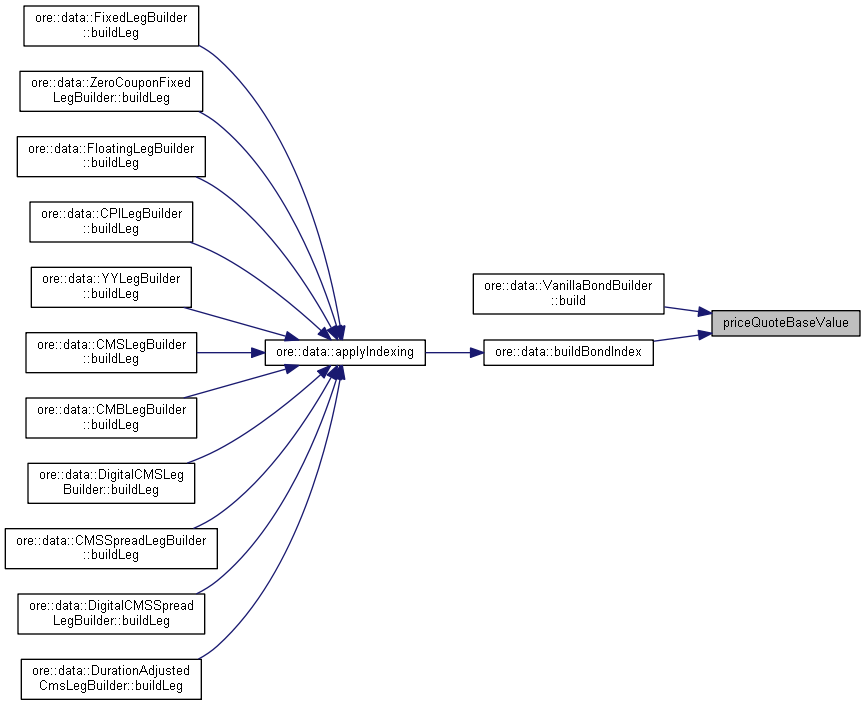 ore::data::FixedLegBuilder
::buildLeg
ore::data::ZeroCouponFixed
LegBuilder::buildLeg
ore::data::FloatingLegBuilder
::buildLeg
ore::data::CPILegBuilder
::buildLeg
ore::data::YYLegBuilder
::buildLeg
ore::data::CMSLegBuilder
::buildLeg
ore::data::CMBLegBuilder
::buildLeg
ore::data::DigitalCMSLeg
Builder::buildLeg
ore::data::CMSSpreadLegBuilder
::buildLeg
ore::data::DigitalCMSSpread
LegBuilder::buildLeg
ore::data::DurationAdjusted
CmsLegBuilder::buildLeg
ore::data::applyIndexing
ore::data::VanillaBondBuilder
::build
ore::data::buildBondIndex
priceQuoteBaseValue